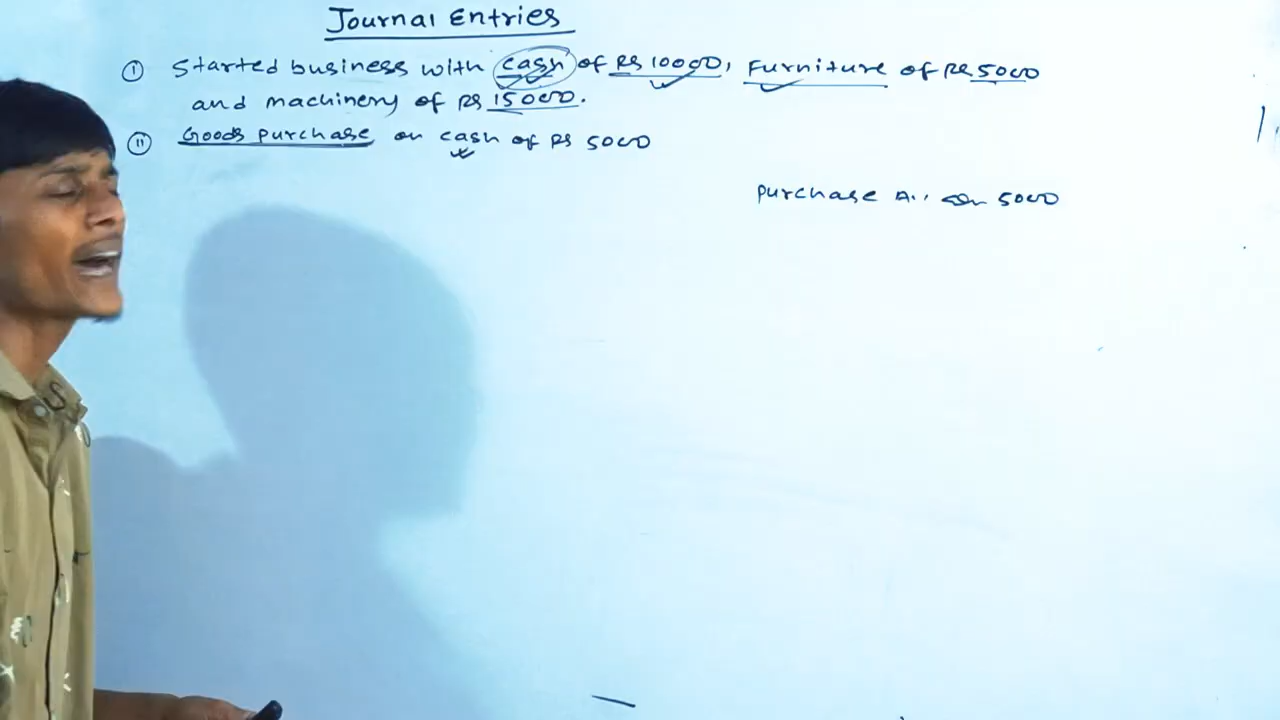 Journal Entries
① Started business with cash of Rs 10000, Furniture of Rs 5000
and machinery of Rs 15000.
② Goods purchase on cash of Rs 5000
purchase A.. 5000